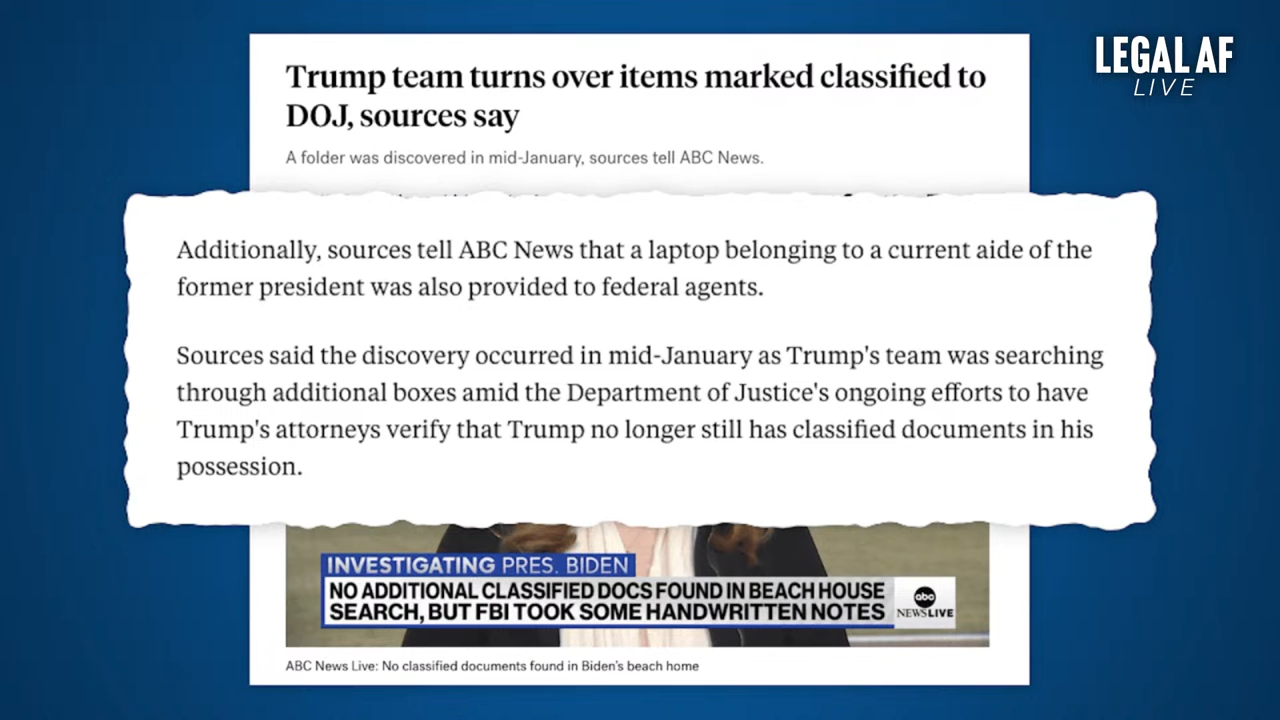 LEGAL AF
LIVE
Trump team turns over items marked classified to
DOJ, sources say
A folder was discovered in mid-January, sources tell ABC News.
Additionally, sources tell ABC News that a laptop belonging to a current aide of the
former president was also provided to federal agents.
Sources said the discovery occurred in mid-January as Trump's team was searching
through additional boxes amid the Department of Justice's ongoing efforts to have
Trump's attorneys verify that Trump no longer still has classified documents in his
possession.
INVESTIGATING PRES. BIDEN
NO ADDITIONAL CLASSIFIED DOCS FOUND IN BEACH HOUSE
SEARCH, BUT FBI TOOK SOME HANDWRITTEN NOTES
abc
NEWSLIVE
ABC News Live: No classified documents found in Biden's beach home